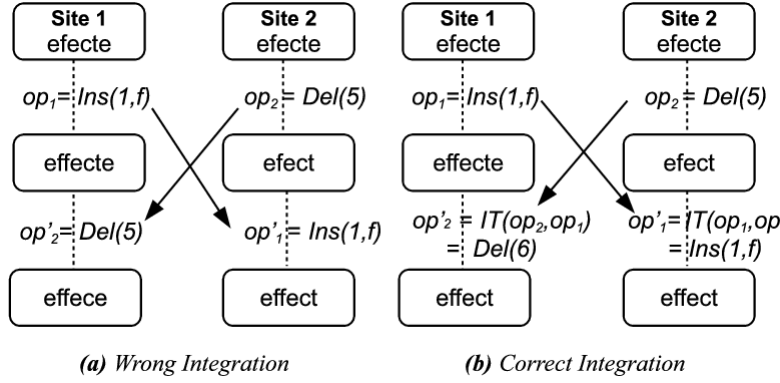 Site 1
efecte
op₁= Ins(1,f)
effecte
op’₂= Del(5)
effece
Site 2
efecte
op₂ = Del(5)
efect
op’₁= Ins(1,f)
effect
(a) Wrong Integration
Site 1
efecte
op₁= Ins(1,f)
effecte
op’₂ = IT(op₂,op₁)
= Del(6)
effect
Site 2
efecte
op₂ = Del(5)
efect
op’₁=IT(op₁,op
= Ins(1,f)
effect
(b) Correct Integration